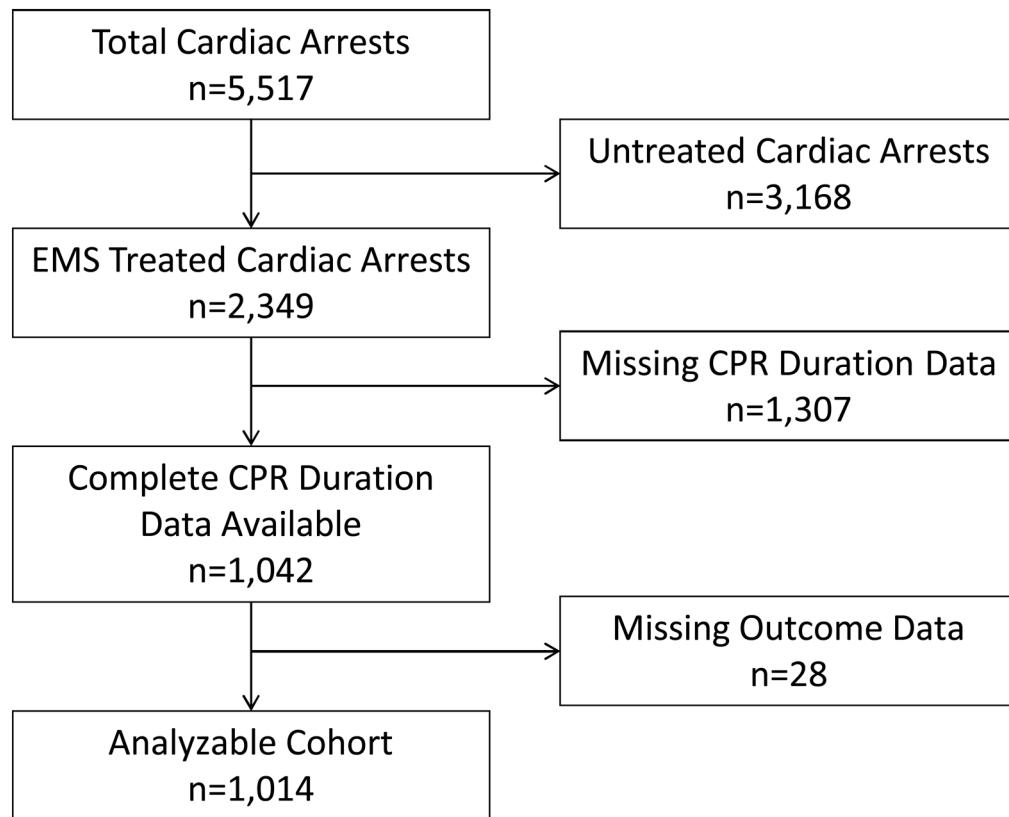 Total Cardiac Arrests
n=5,517
Untreated Cardiac Arrests
n=3,168
EMS Treated Cardiac Arrests
n=2,349
Missing CPR Duration Data
n=1,307
Complete CPR Duration
Data Available
n=1,042
Missing Outcome Data
n=28
Analyzable Cohort
n=1,014